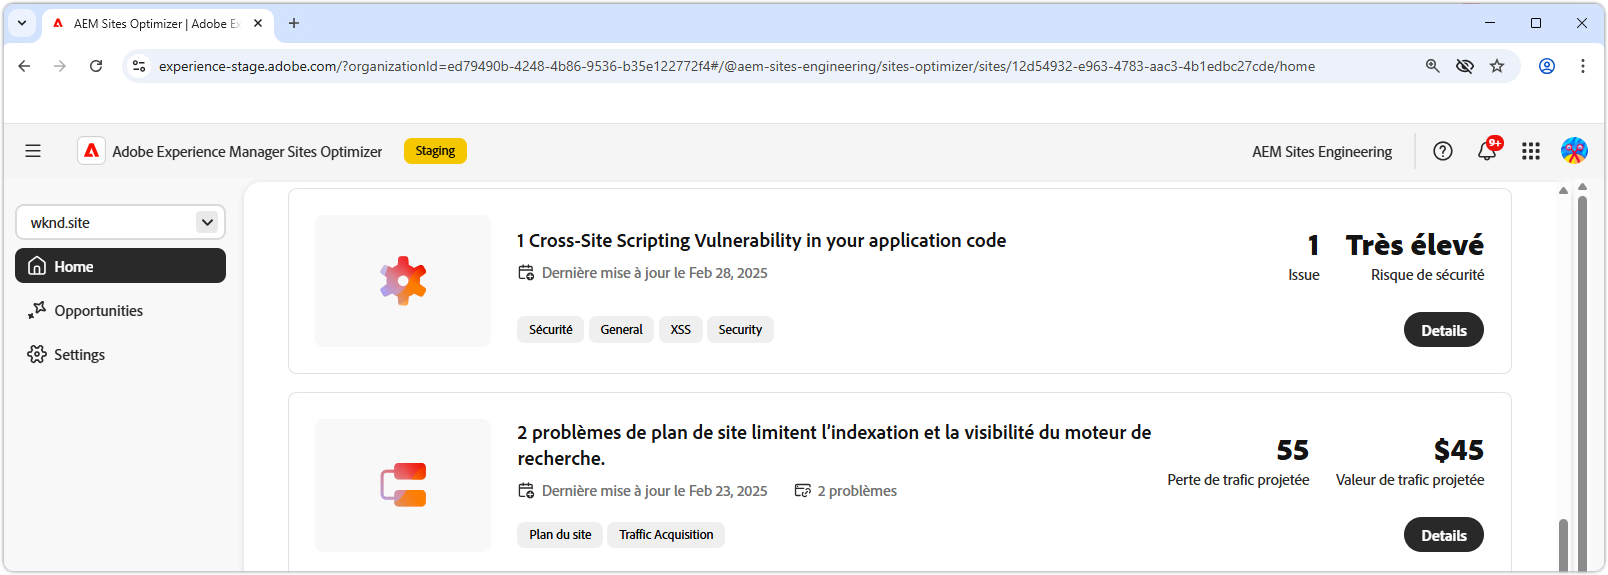 AEM Sites Optimizer | Adobe Ex
experience-stage.adobe.com/?organizationId=ed79490b-4248-4b86-9536-b35e122772f4#/@aem-sites-engineering/sites-optimizer/sites/12d54932-e963-4783-aac3-4b1edbc27cde/home
Adobe Experience Manager Sites Optimizer
Staging
AEM Sites Engineering
9+
wknd.site
Home
Opportunities
Settings
1 Cross-Site Scripting Vulnerability in your application code
Dernière mise à jour le Feb 28, 2025
Sécurité General XSS Security
1
Issue
Très élevé
Risque de sécurité
Details
2 problèmes de plan de site limitent l’indexation et la visibilité du moteur de
recherche.
Dernière mise à jour le Feb 23, 2025 2 problèmes
Plan du site Traffic Acquisition
55
Perte de trafic projetée
$45
Valeur de trafic projetée
Details